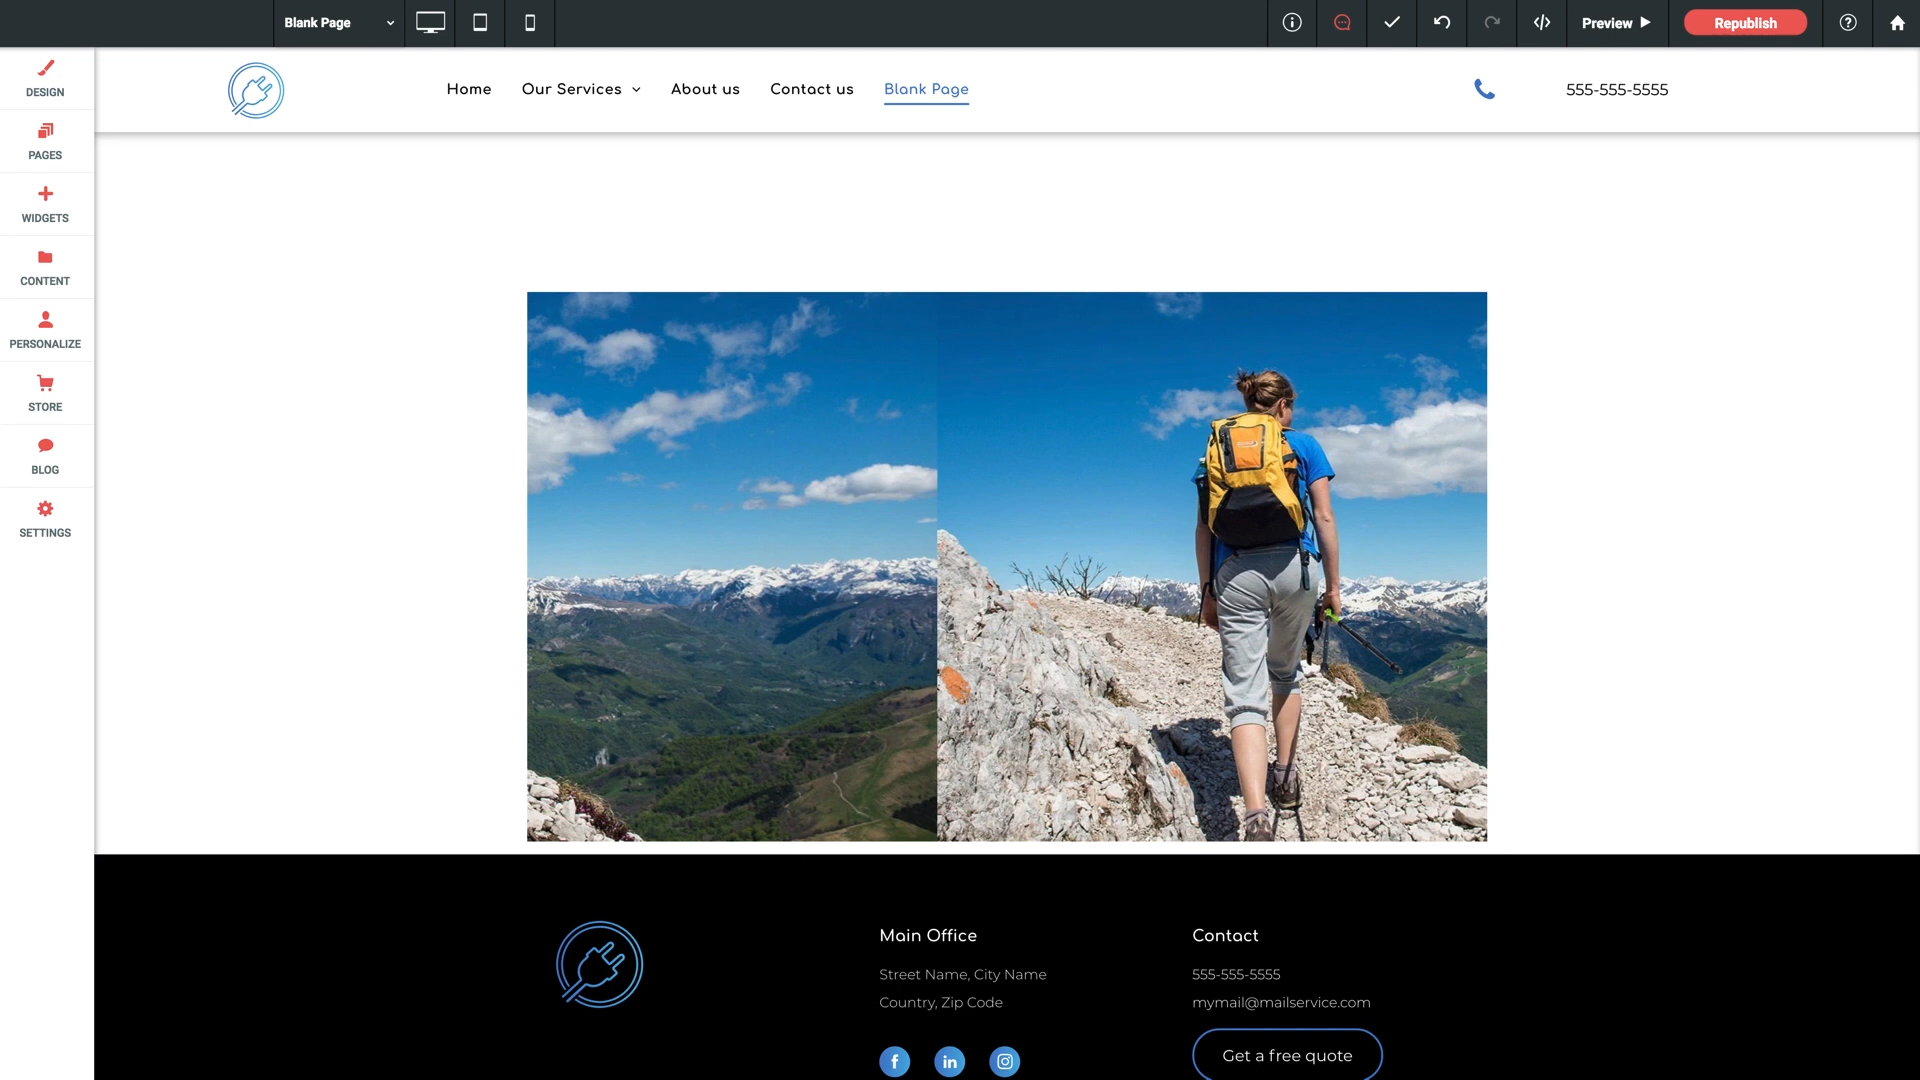 Blank Page
Preview
Republish
DESIGN
PAGES
WIDGETS
CONTENT
PERSONALIZE
STORE
BLOG
SETTINGS
Home
Our Services
About us
Contact us
Blank Page
555-555-5555
Main Office
Street Name, City Name
Country, Zip Code
Contact
555-555-5555
mymail@mailservice.com
Get a free quote